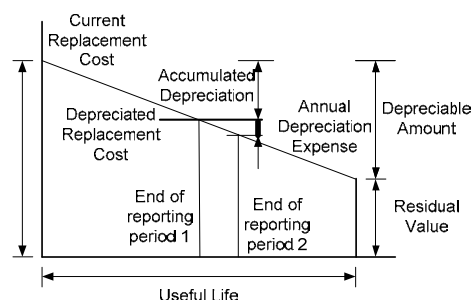 Current
Replacement
Cost
Accumulated
Depreciation
Depreciated
Replacement
Cost
Annual
Depreciation
Expense
Depreciable
Amount
End of
reporting
period 1
End of
reporting
period 2
Residual
Value
Useful Life